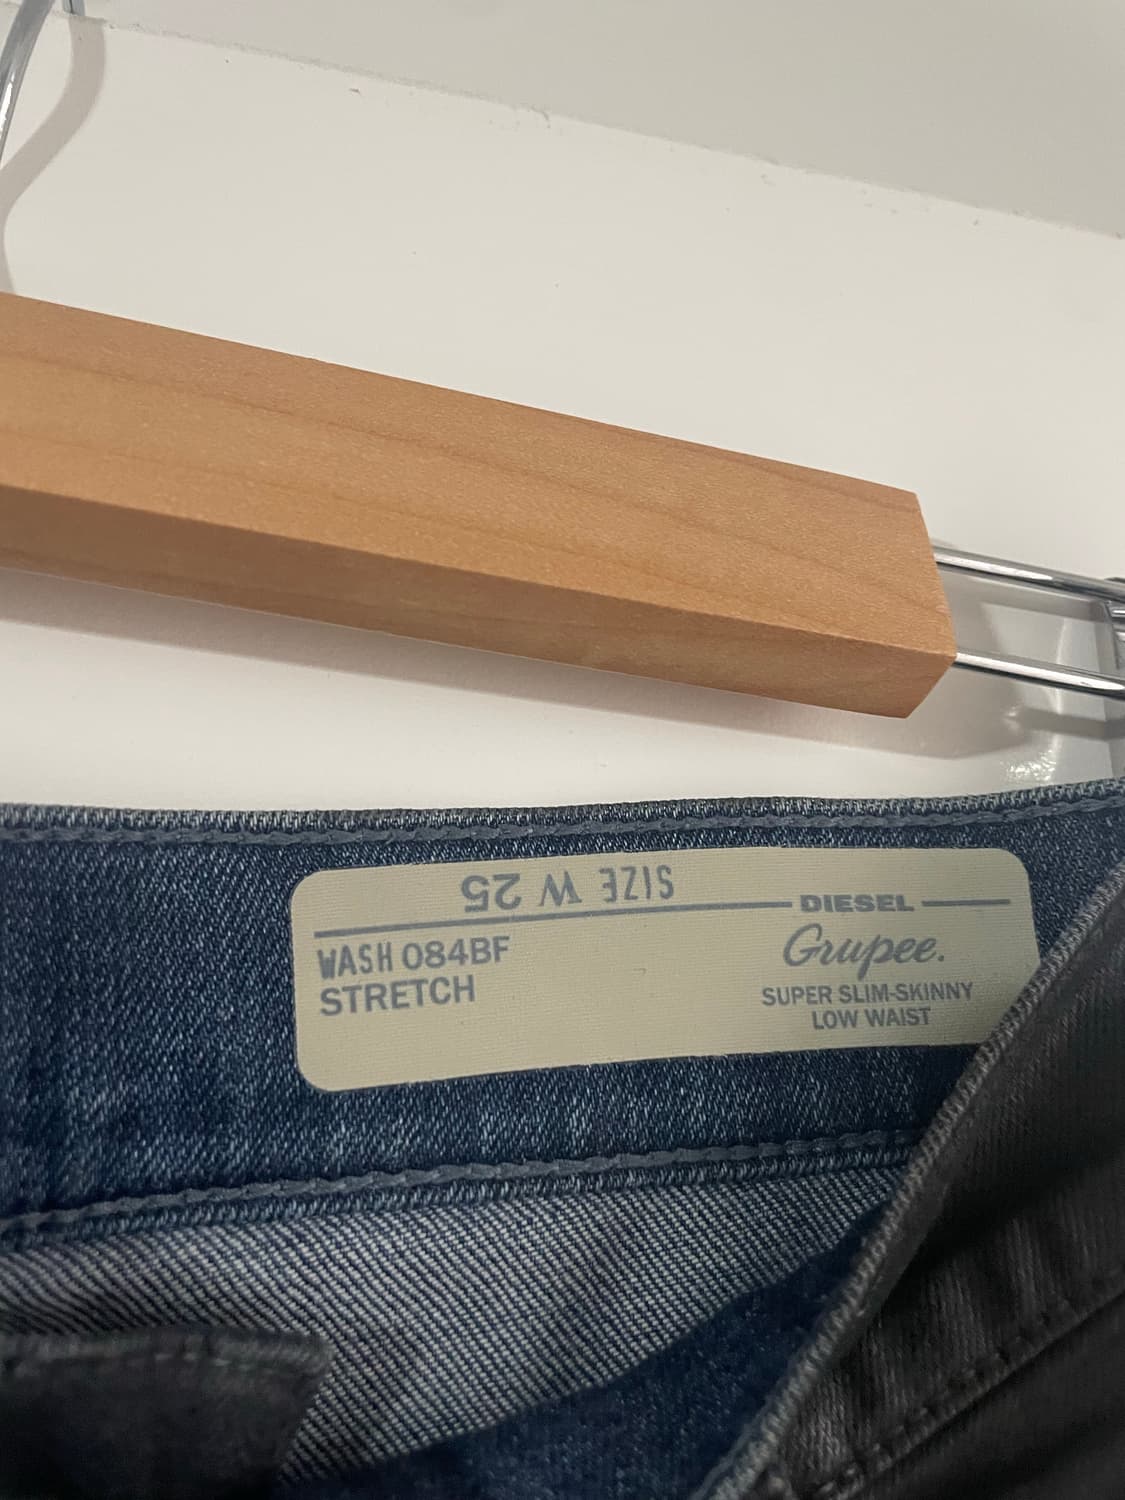 SIZE W 25
DIESEL
WASH 084BF
STRETCH
Grupee.
SUPER SLIM-SKINNY
LOW WAIST